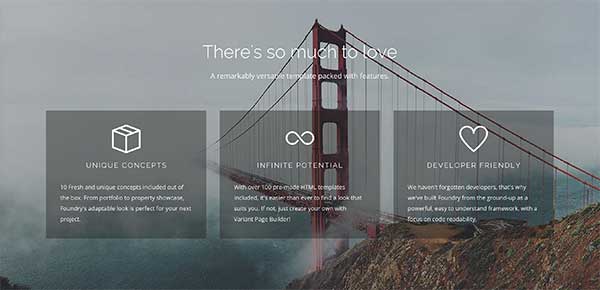 There's so much to love
A remarkably versatile template packed with features.
UNIQUE CONCEPTS
10 Fresh and unique concepts included out of
the box. From portfolio to property showcase,
Foundry's adaptable look is perfect for your next
project.
INFINITE POTENTIAL
With over 100 pre-made HTML templates
included, it's easier than ever to find a look that
suits you. If not, just create your own with
Variant Page Builder!
DEVELOPER FRIENDLY
We haven't forgotten developers, that's why
we've built Foundry from the ground-up as a
powerful, easy to understand framework, with a
focus on code readability.